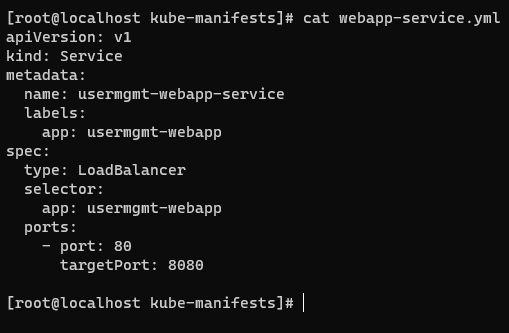 [root@localhost kube-manifests]# cat webapp-service.yml
apiVersion: v1
kind: Service
metadata:
  name: usermgmt-webapp-service
  labels:
    app: usermgmt-webapp
spec:
  type: LoadBalancer
  selector:
    app: usermgmt-webapp
  ports:
    - port: 80
      targetPort: 8080

[root@localhost kube-manifests]#